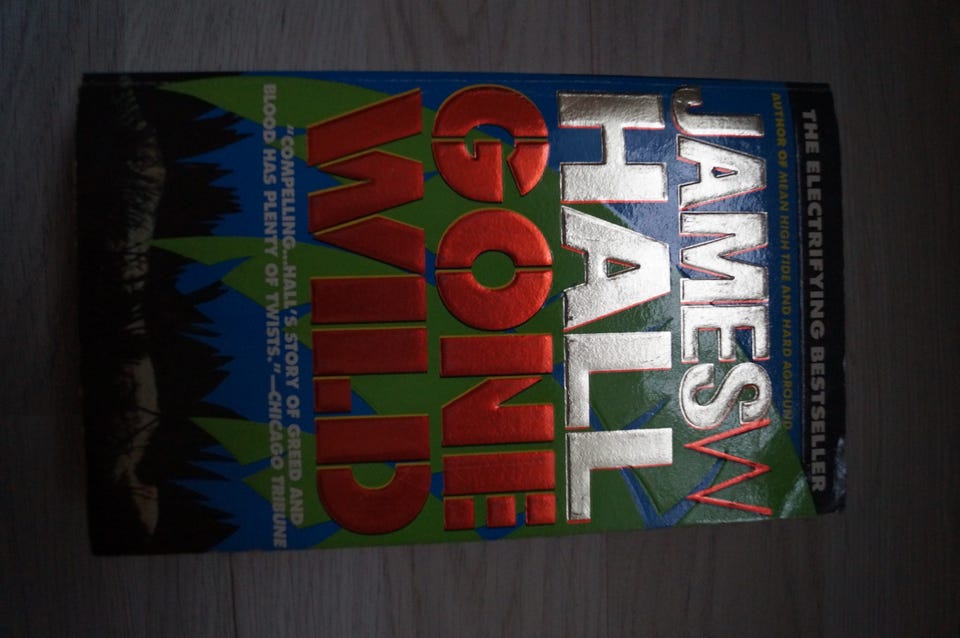 THE ELECTRIFYING BESTSELLER
AUTHOR OF MEAN HIGH TIDE AND HARD AGROUND
JAMES W
HALL
GONE
WILD
"COMPELLING...HALL'S STORY OF GREED AND
BLOOD HAS PLENTY OF TWISTS."—CHICAGO TRIBUNE